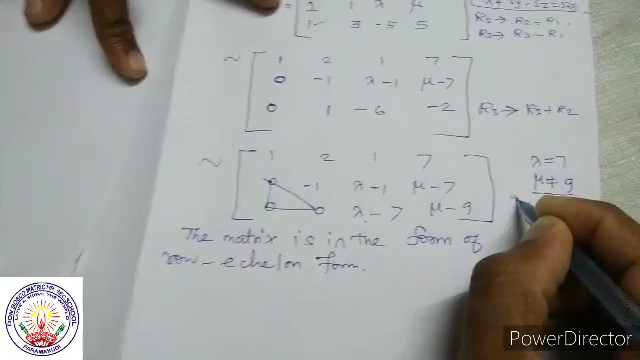 1 1 λ μ
1 3 -5 5
R₂ → R₂ - R₁
R₃ → R₃ - R₁
~ [ 1 2 1 7
0 -1 λ-1 μ-7
0 1 -6 -2 ] R₃ → R₃ + R₂
~ [ 1 2 1 7
0 -1 λ-1 μ-7
0 0 λ-7 μ-9 ]
λ=7
μ≠9
The matrix is in the form of
row-echelon form.
PARAMAKUDI
PowerDirector